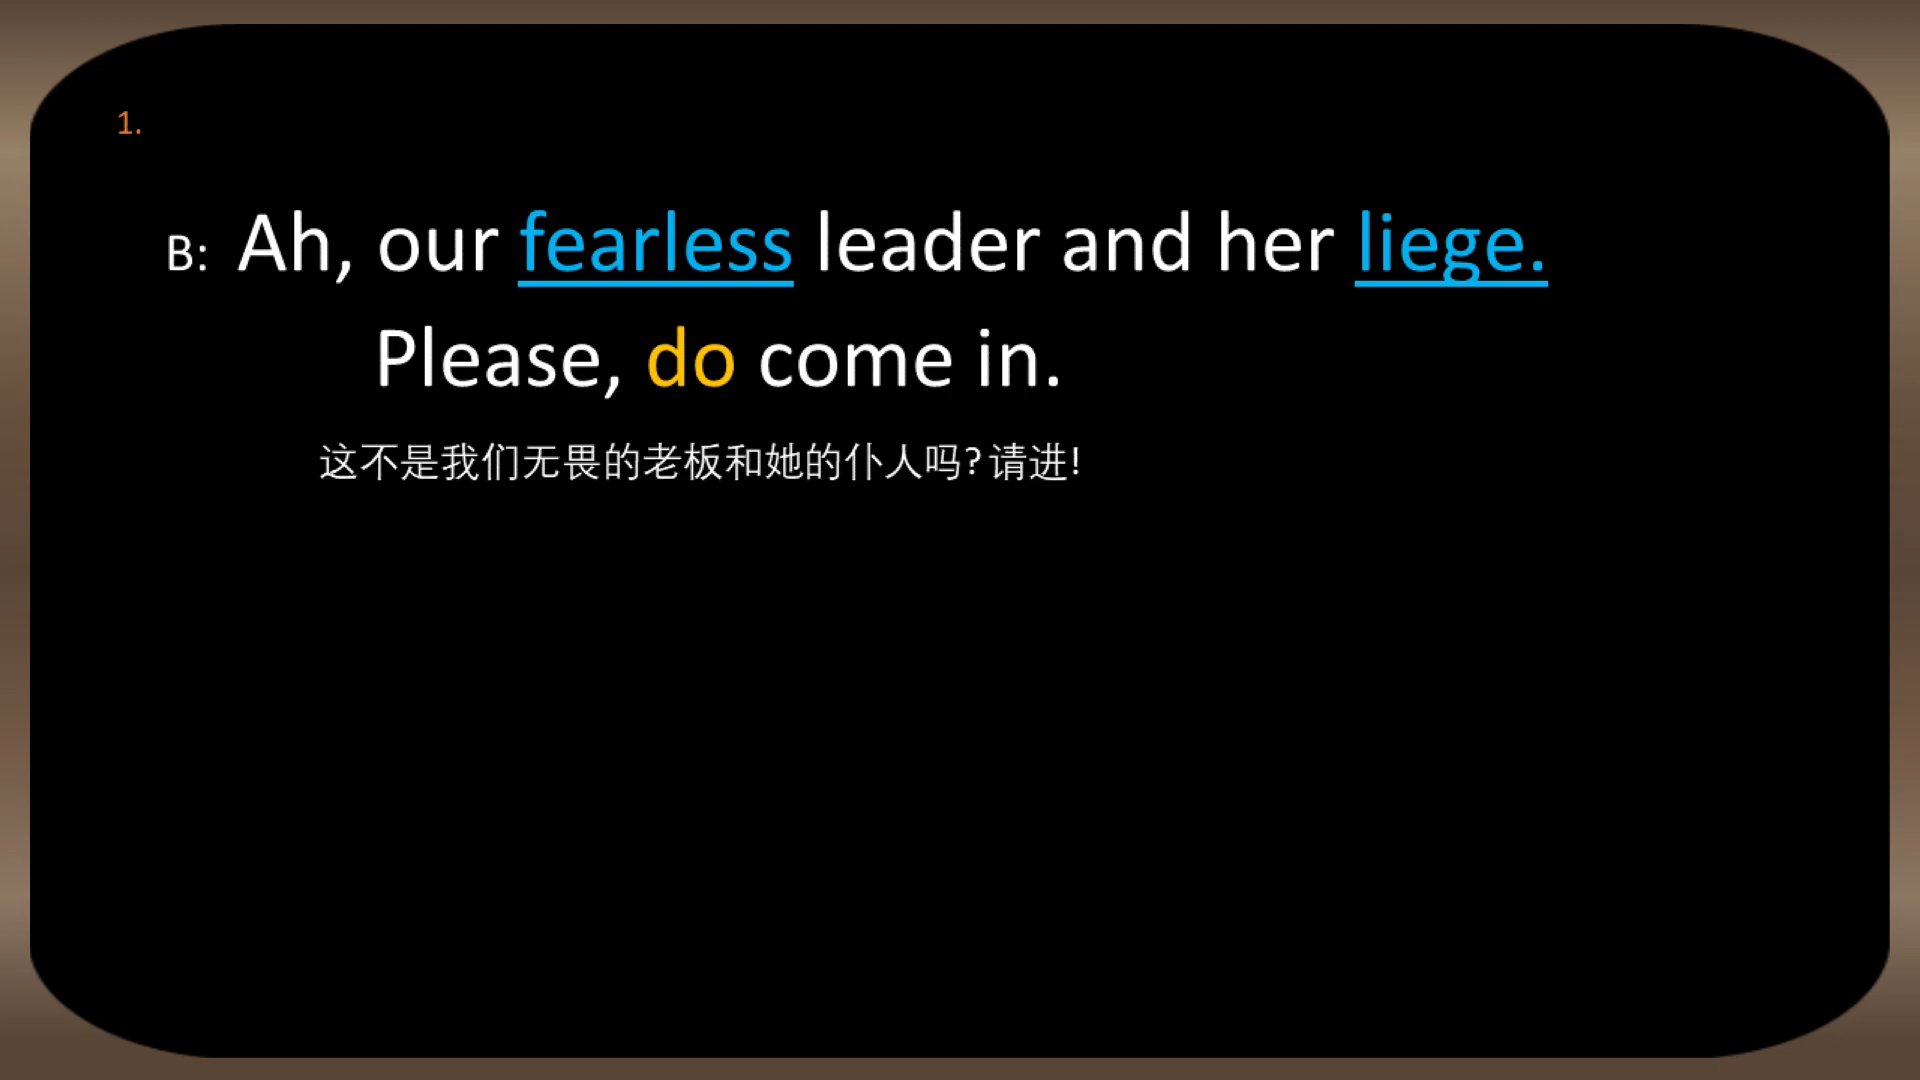 1.
B: Ah, our fearless leader and her liege.
Please, do come in.
这不是我们无畏的老板和她的仆人吗?请进!